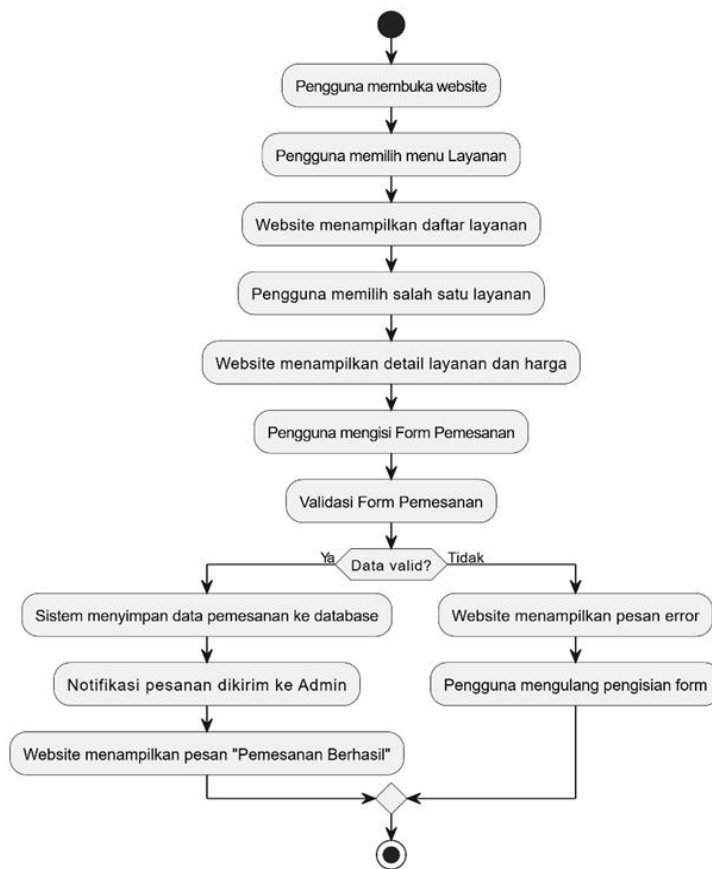 Pengguna membuka website
Pengguna memilih menu Layanan
Website menampilkan daftar layanan
Pengguna memilih salah satu layanan
Website menampilkan detail layanan dan harga
Pengguna mengisi Form Pemesanan
Validasi Form Pemesanan
Ya
Data valid?
Tidak
Sistem menyimpan data pemesanan ke database
Website menampilkan pesan error
Notifikasi pesanan dikirim ke Admin
Pengguna mengulang pengisian form
Website menampilkan pesan "Pemesanan Berhasil"